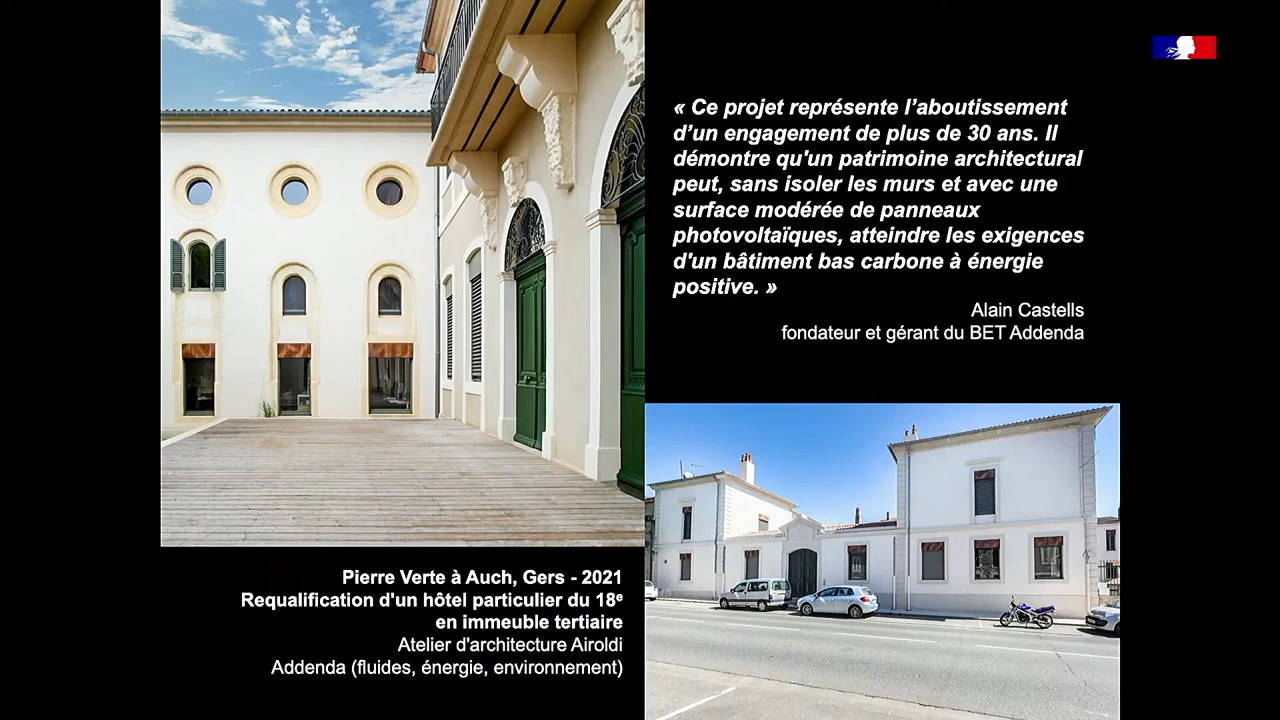 « Ce projet représente l’aboutissement
d’un engagement de plus de 30 ans. Il
démontre qu'un patrimoine architectural
peut, sans isoler les murs et avec une
surface modérée de panneaux
photovoltaïques, atteindre les exigences
d'un bâtiment bas carbone à énergie
positive. »
Alain Castells
fondateur et gérant du BET Addenda
Pierre Verte à Auch, Gers - 2021
Requalification d'un hôtel particulier du 18ᵉ
en immeuble tertiaire
Atelier d'architecture Airoldi
Addenda (fluides, énergie, environnement)